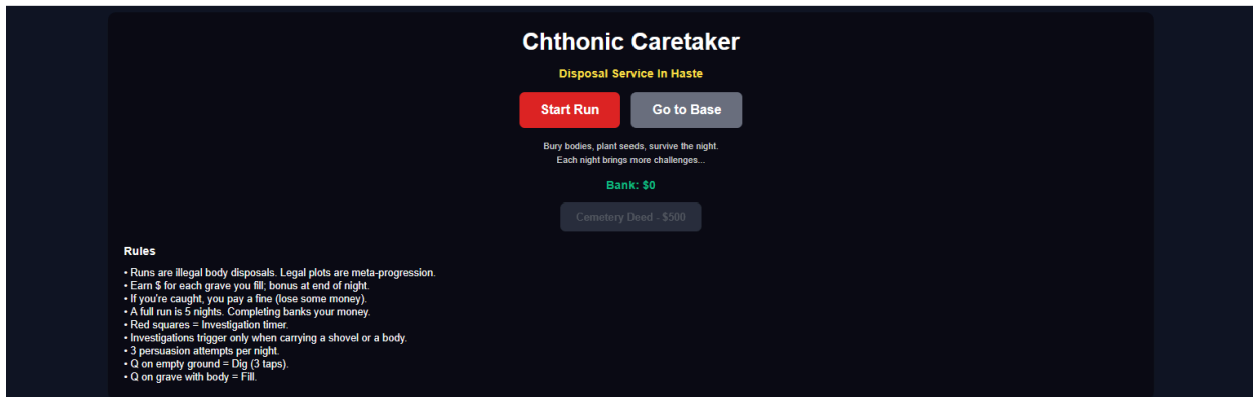 Chthonic Caretaker
Disposal Service In Haste
Start Run
Go to Base
Bury bodies, plant seeds, survive the night.
Each night brings more challenges...
Bank: $0
Cemetery Deed - $500
Rules
• Runs are illegal body disposals. Legal plots are meta-progression.
• Earn $ for each grave you fill; bonus at end of night.
• If you're caught, you pay a fine (lose some money).
• A full run is 5 nights. Completing banks your money.
• Red squares = Investigation timer.
• Investigations trigger only when carrying a shovel or a body.
• 3 persuasion attempts per night.
• Q on empty ground = Dig (3 taps).
• Q on grave with body = Fill.